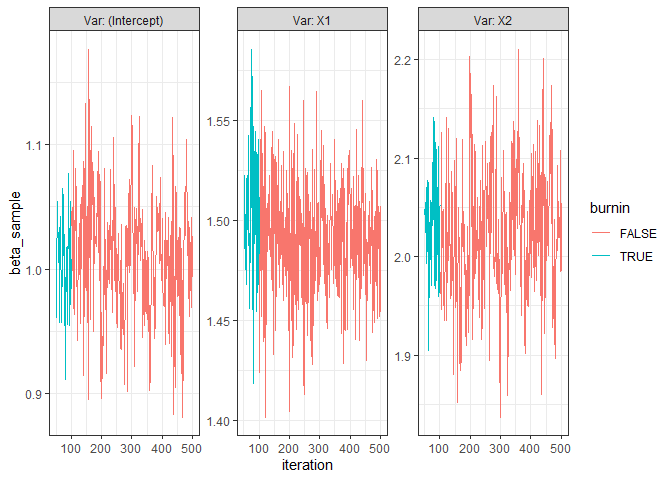 Var: (Intercept)
Var: X1
Var: X2
beta_sample
1.1
1.0
0.9
1.55
1.50
1.45
1.40
2.2
2.1
2.0
1.9
100 200 300 400 500
100 200 300 400 500
100 200 300 400 500
iteration
burnin
FALSE
TRUE